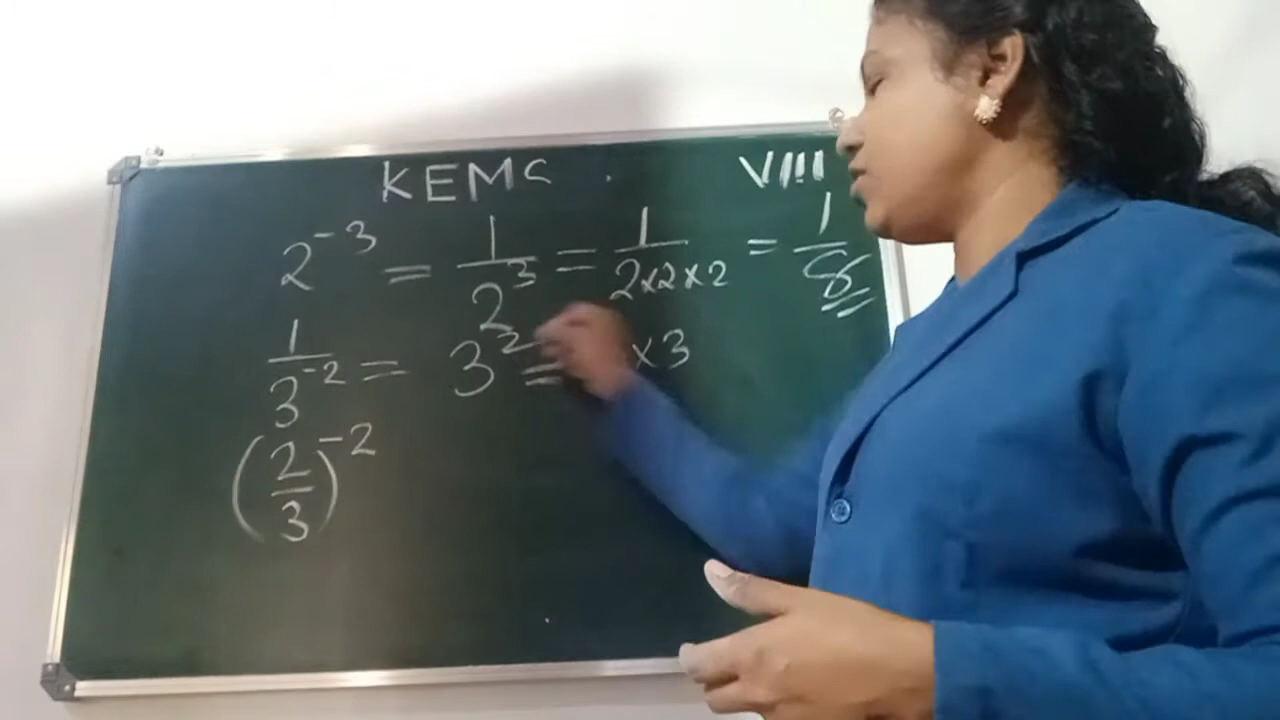 KEMS . VIII
2⁻³ = 1/2³ = 1/2×2×2 = 1/8
1/3⁻² = 3² = ×3
(2/3)⁻²